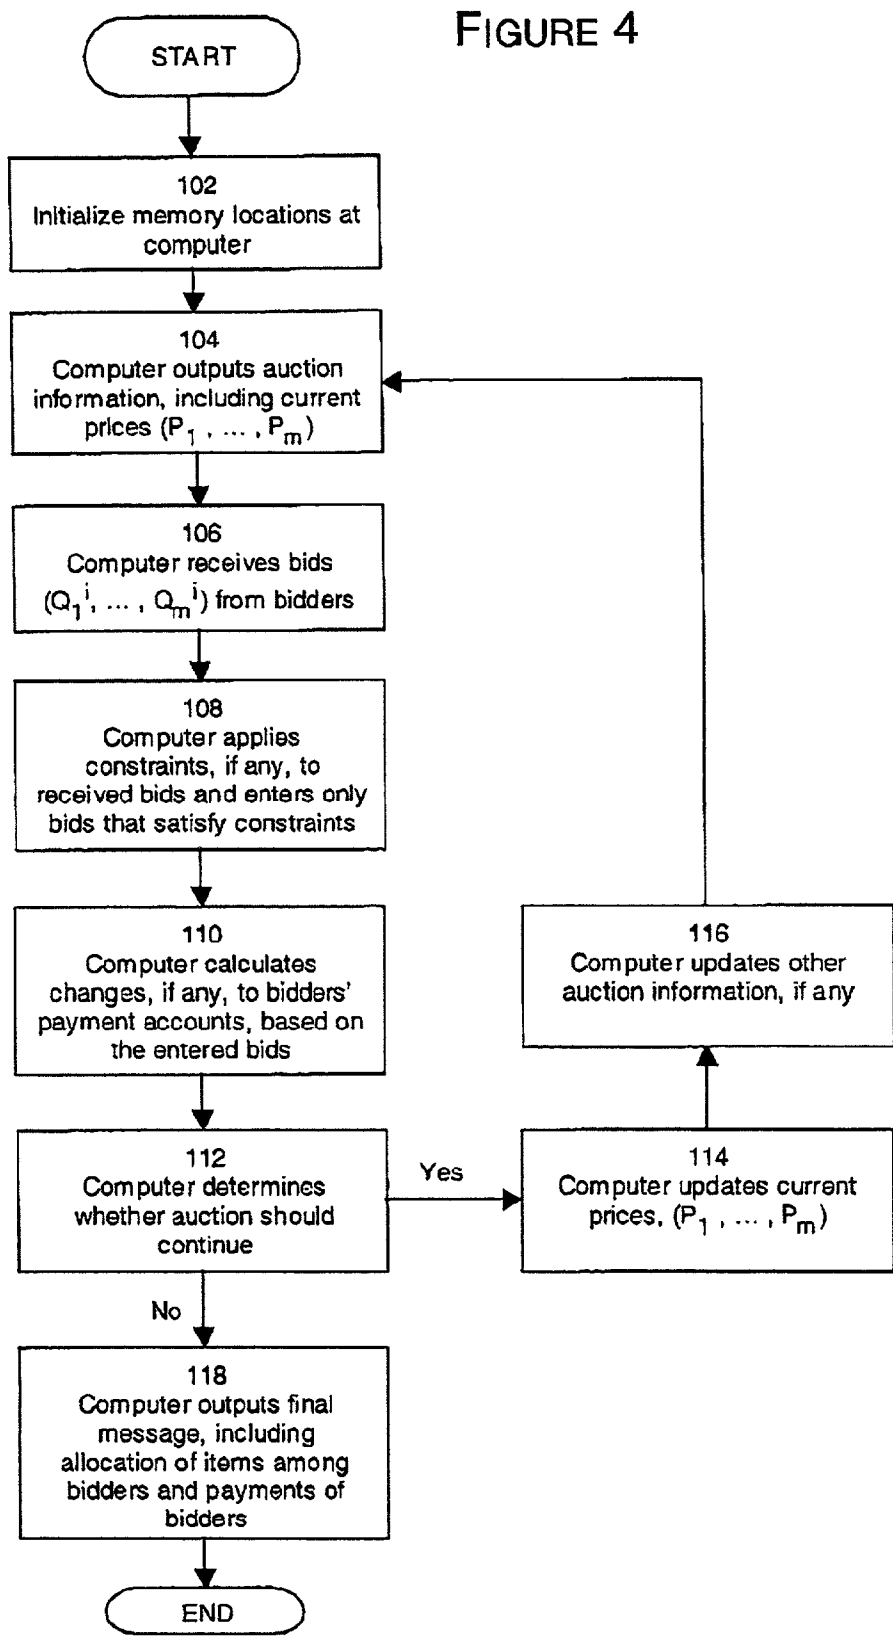 FIGURE 4
START
102
Initialize memory locations at
computer
104
Computer outputs auction
information, including current
prices (P₁ , ... , Pₘ)
106
Computer receives bids
(Q₁ⁱ, ... , Qₘⁱ) from bidders
108
Computer applies
constraints, if any, to
received bids and enters only
bids that satisfy constraints
110
Computer calculates
changes, if any, to bidders'
payment accounts, based on
the entered bids
112
Computer determines
whether auction should
continue
Yes
No
114
Computer updates current
prices, (P₁ , ... , Pₘ)
116
Computer updates other
auction information, if any
118
Computer outputs final
message, including
allocation of items among
bidders and payments of
bidders
END